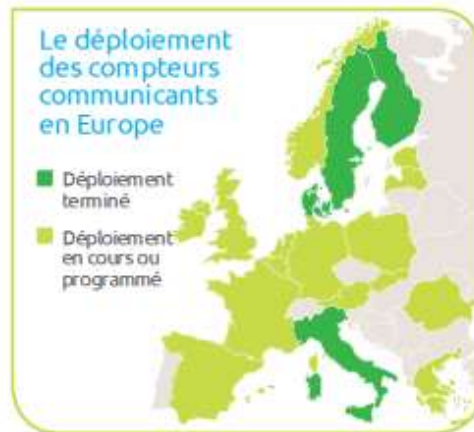 Le déploiement
des compteurs
communicants
en Europe
Déploiement
terminé
Déploiement
en cours ou
programmé